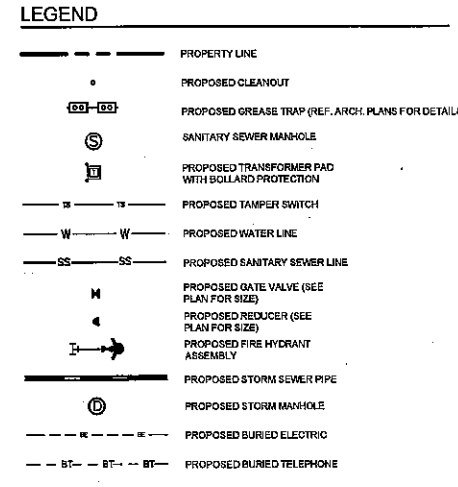 LEGEND
PROPERTY LINE
PROPOSED CLEANOUT
PROPOSED GREASE TRAP (REF. ARCH. PLANS FOR DETAIL
S SANITARY SEWER MANHOLE
T PROPOSED TRANSFORMER PAD
WITH BOLLARD PROTECTION
TS TS PROPOSED TAMPER SWITCH
W W PROPOSED WATER LINE
SS SS PROPOSED SANITARY SEWER LINE
PROPOSED GATE VALVE (SEE
PLAN FOR SIZE)
PROPOSED REDUCER (SEE
PLAN FOR SIZE)
PROPOSED FIRE HYDRANT
ASSEMBLY
PROPOSED STORM SEWER PIPE
D PROPOSED STORM MANHOLE
BE BE PROPOSED BURIED ELECTRIC
BT BT BT PROPOSED BURIED TELEPHONE